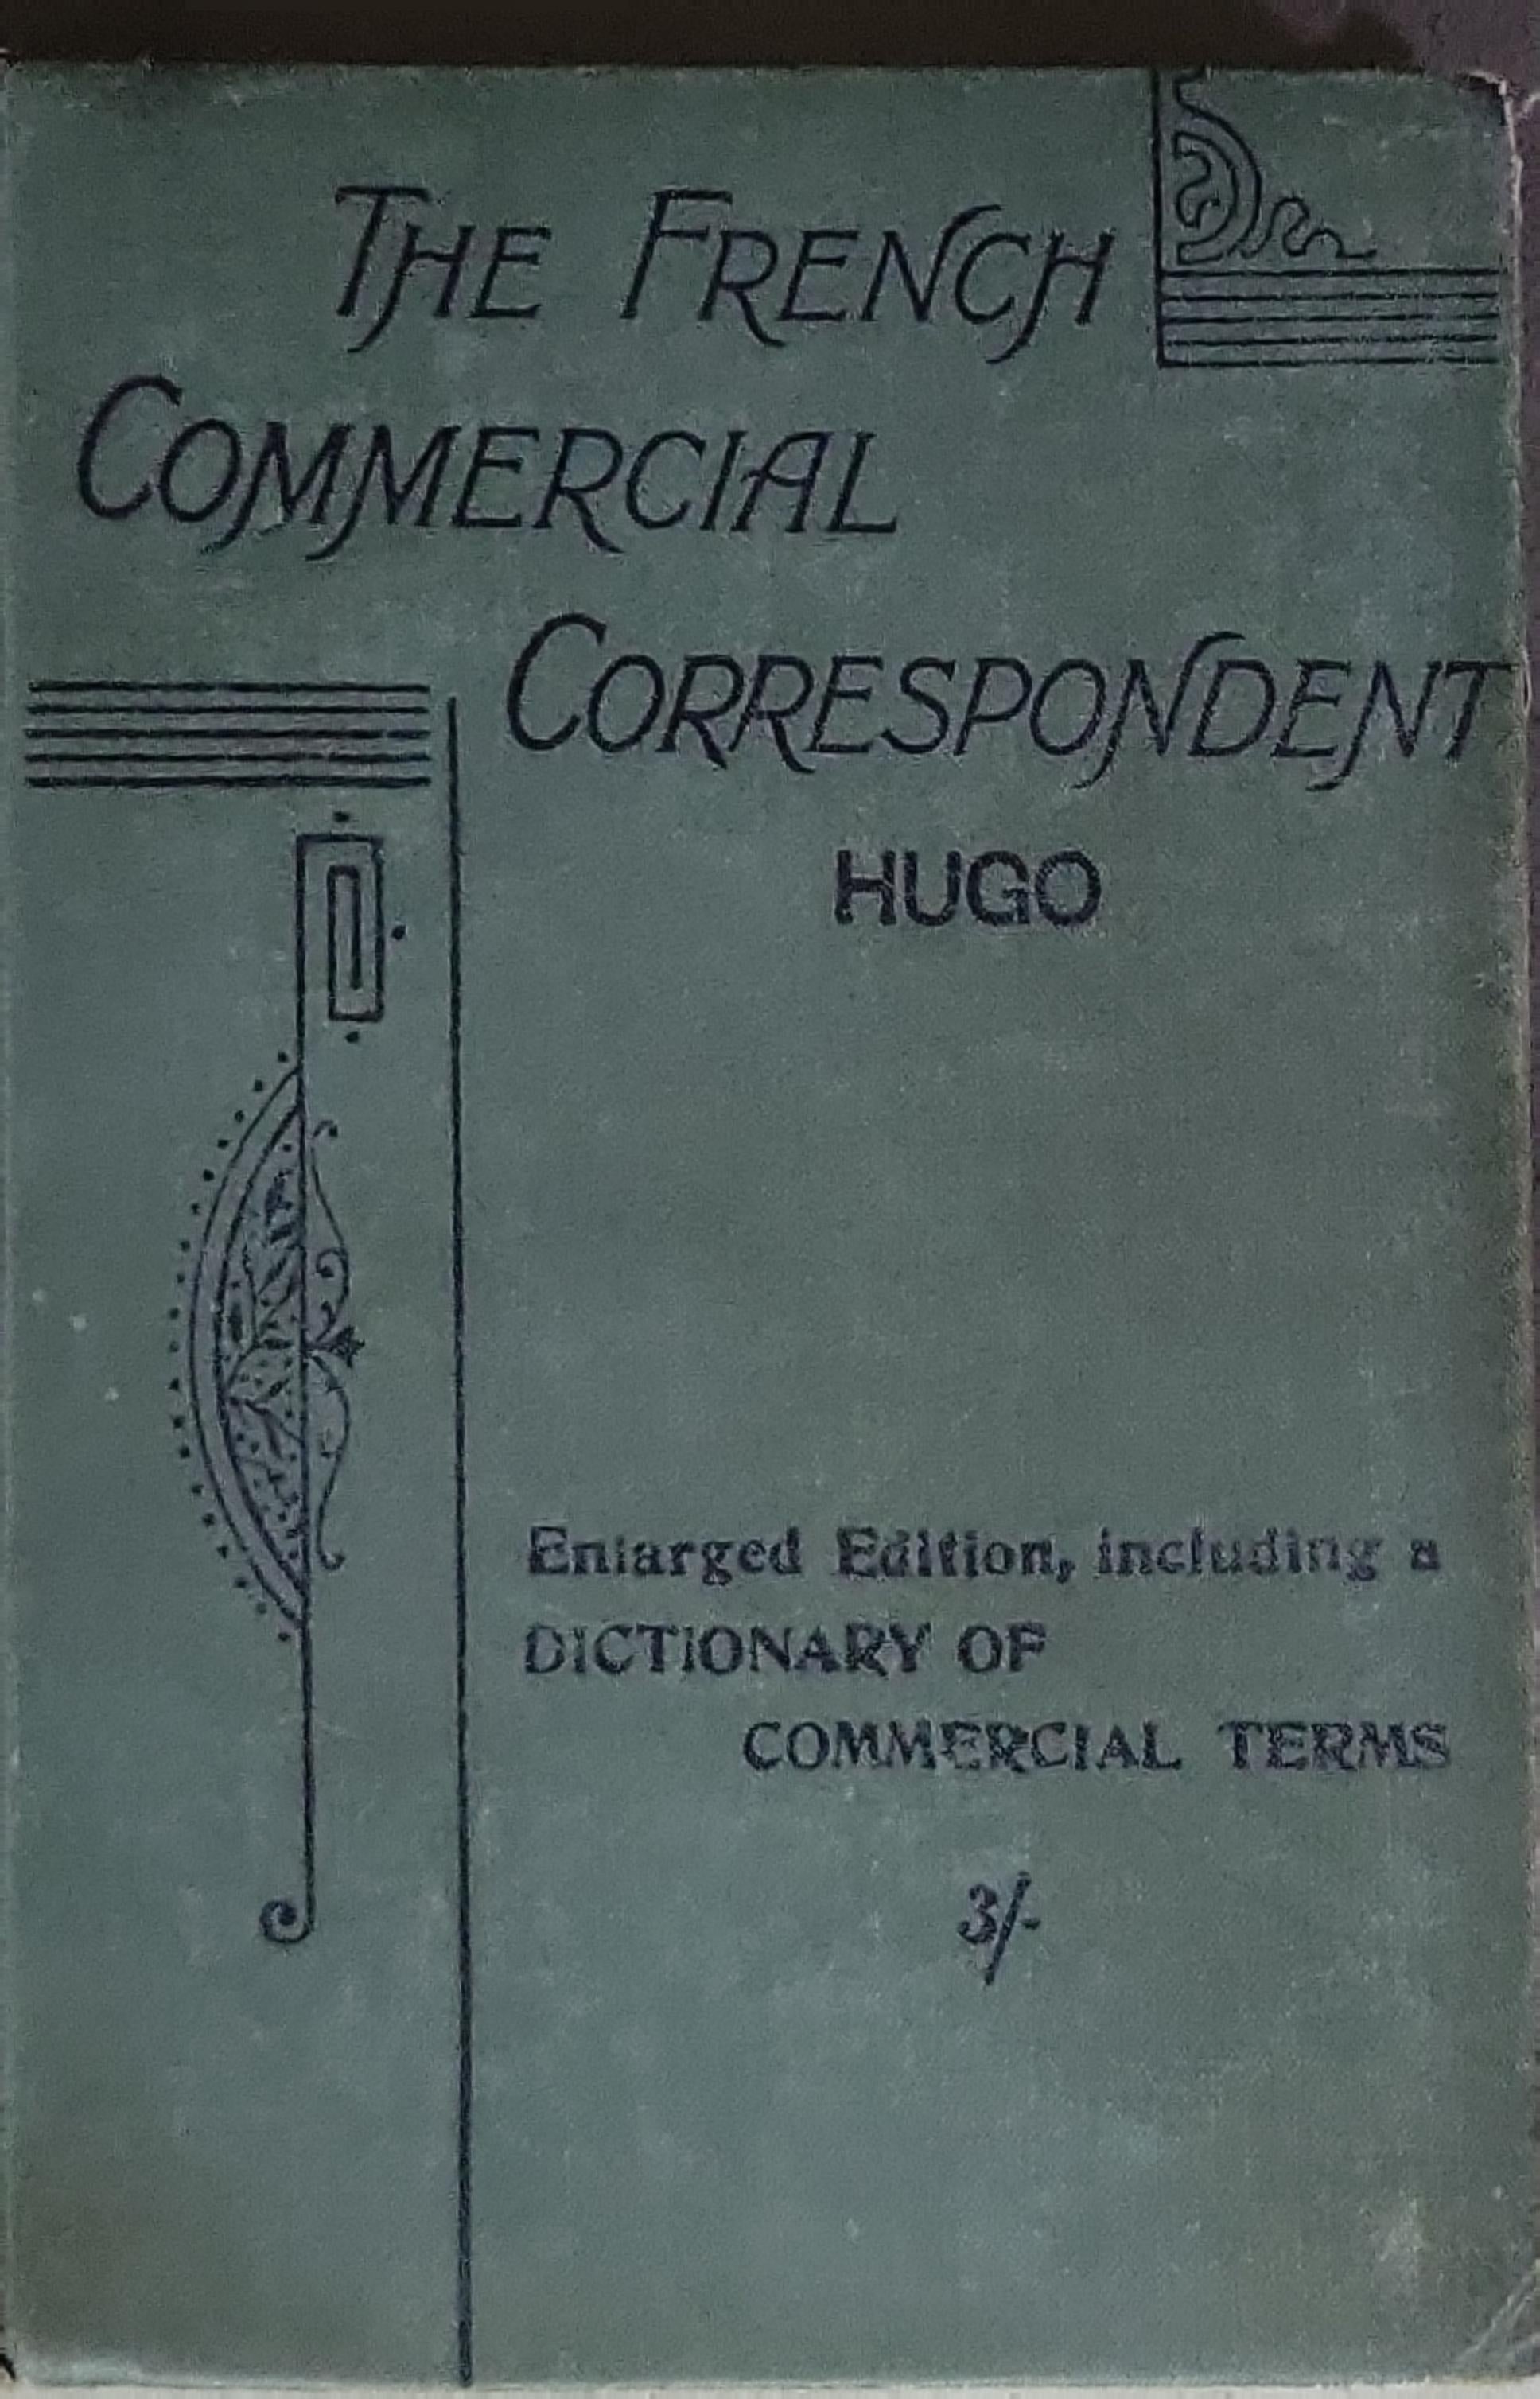 THE FRENCH
COMMERCIAL
CORRESPONDENT
HUGO
Enlarged Edition, including a
DICTIONARY OF
COMMERCIAL TERMS
3/-